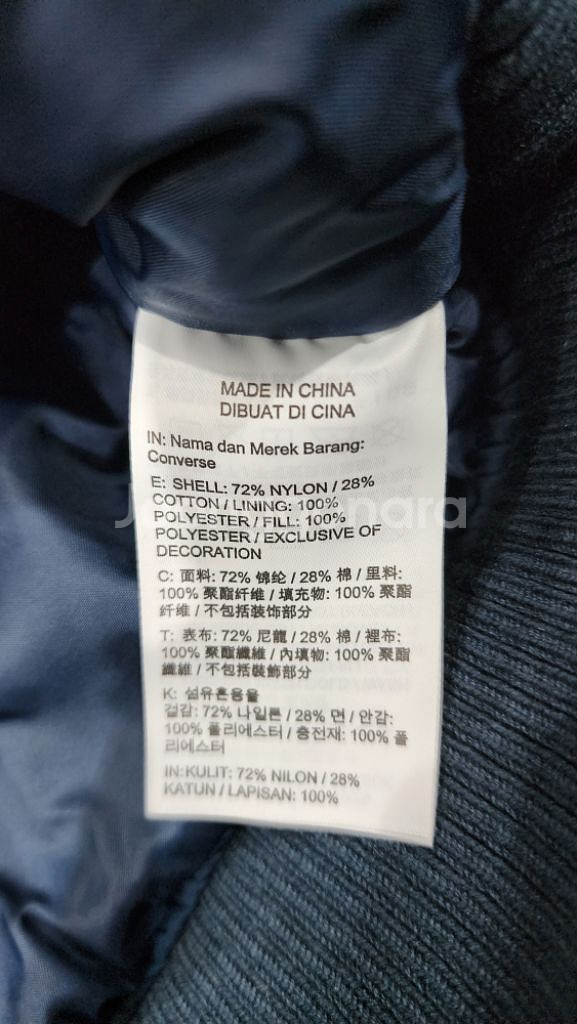 MADE IN CHINA
DIBUAT DI CINA
IN: Nama dan Merek Barang:
Converse
E: SHELL: 72% NYLON / 28%
COTTON / LINING: 100%
POLYESTER / FILL: 100%
POLYESTER / EXCLUSIVE OF
DECORATION
C: 面料: 72% 锦纶 / 28% 棉 / 里料:
100% 聚酯纤维 / 填充物: 100% 聚酯
纤维 / 不包括装饰部分
T: 表布: 72% 尼龍 / 28% 棉 / 裡布:
100% 聚酯纖維 / 內填物: 100% 聚酯
纖維 / 不包括裝飾部分
K: 섬유혼용율
겉감: 72% 나일론 / 28% 면 / 안감:
100% 폴리에스터 / 충전재: 100% 폴
리에스터
IN: KULIT: 72% NILON / 28%
KATUN / LAPISAN: 100%